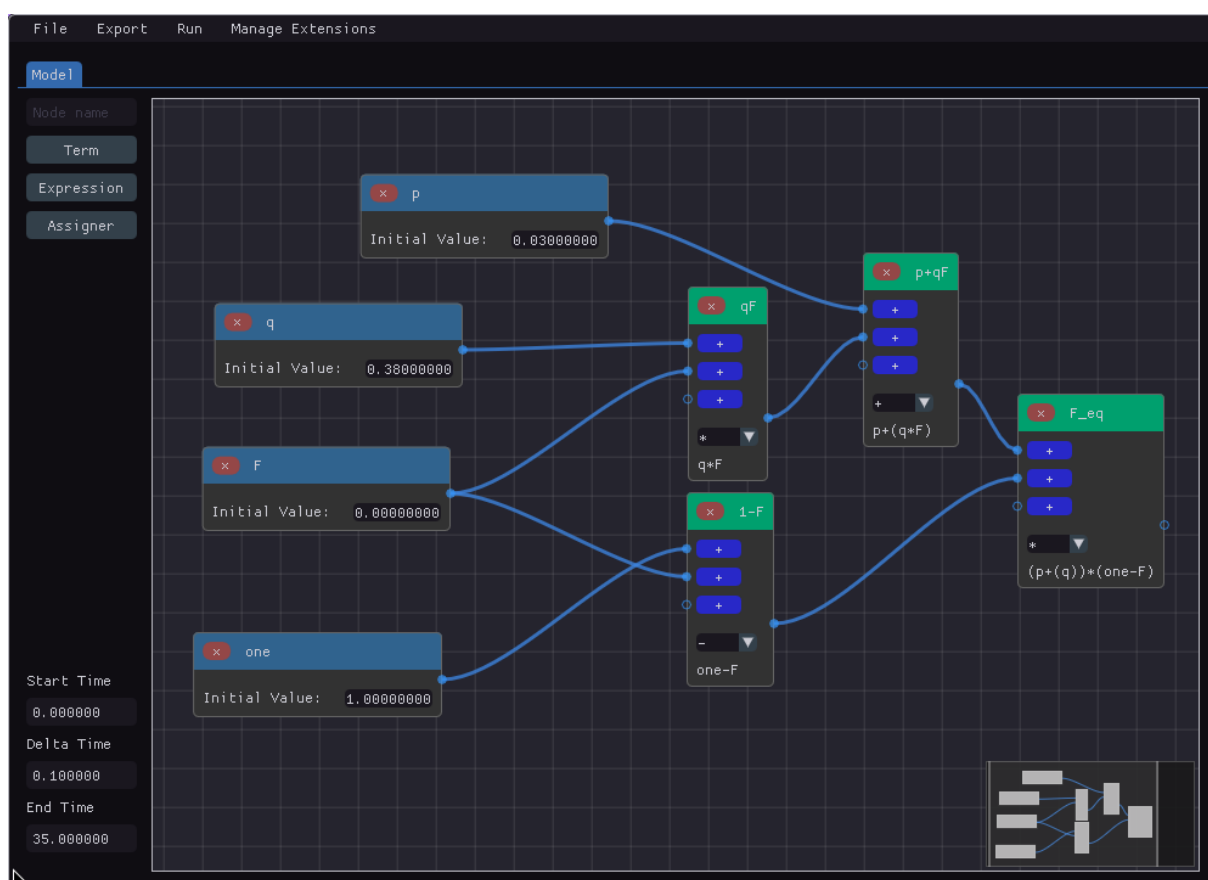 File Export Run Manage Extensions
Model
Node name
Term
Expression
Assigner
× p
Initial Value: 0.03000000
× q
Initial Value: 0.38000000
× F
Initial Value: 0.00000000
× one
Initial Value: 1.00000000
× qF
+
+
+
* ▼
q*F
× 1-F
+
+
+
- ▼
one-F
× p+qF
+
+
+
+ ▼
p+(q*F)
× F_eq
+
+
+
* ▼
(p+(q))*(one-F)
Start Time
0.000000
Delta Time
0.100000
End Time
35.000000